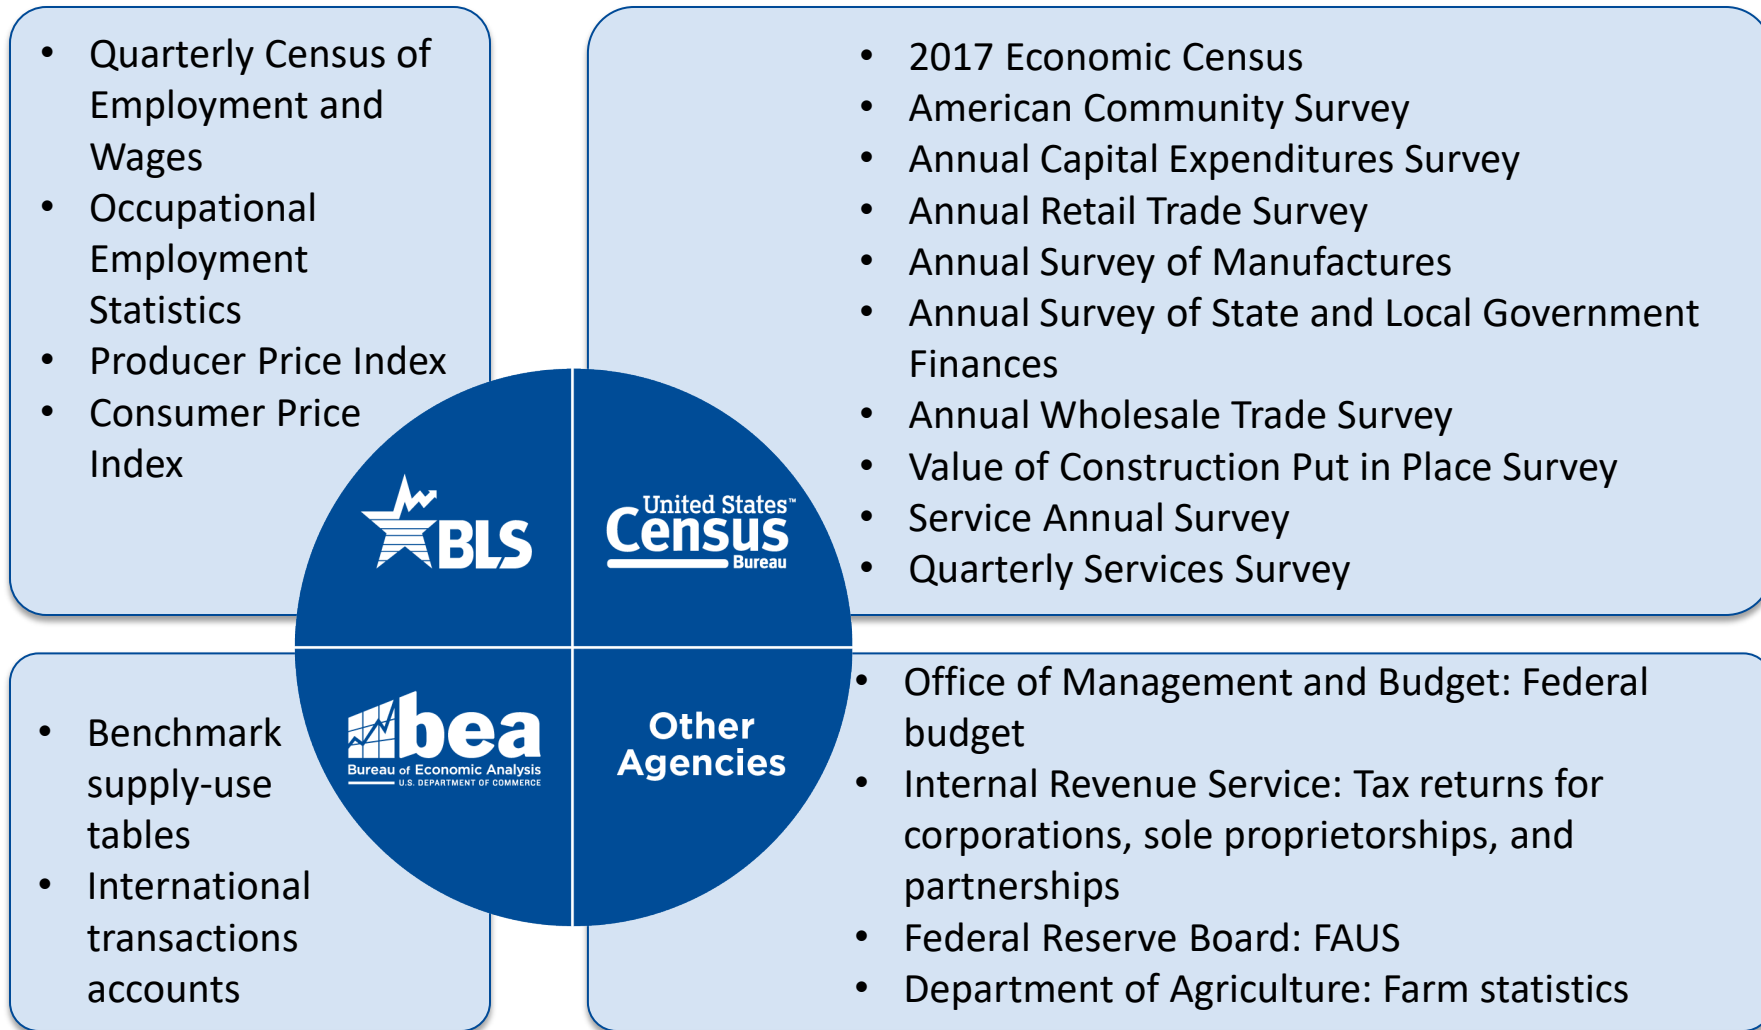 • Quarterly Census of
Employment and
Wages
• Occupational
Employment
Statistics
• Producer Price Index
• Consumer Price
Index
• 2017 Economic Census
• American Community Survey
• Annual Capital Expenditures Survey
• Annual Retail Trade Survey
• Annual Survey of Manufactures
• Annual Survey of State and Local Government
Finances
• Annual Wholesale Trade Survey
• Value of Construction Put in Place Survey
• Service Annual Survey
• Quarterly Services Survey
BLS
United States™
Census
Bureau
bea
Bureau of Economic Analysis
U.S. DEPARTMENT OF COMMERCE
Other
Agencies
• Benchmark
supply-use
tables
• International
transactions
accounts
• Office of Management and Budget: Federal
budget
• Internal Revenue Service: Tax returns for
corporations, sole proprietorships, and
partnerships
• Federal Reserve Board: FAUS
• Department of Agriculture: Farm statistics